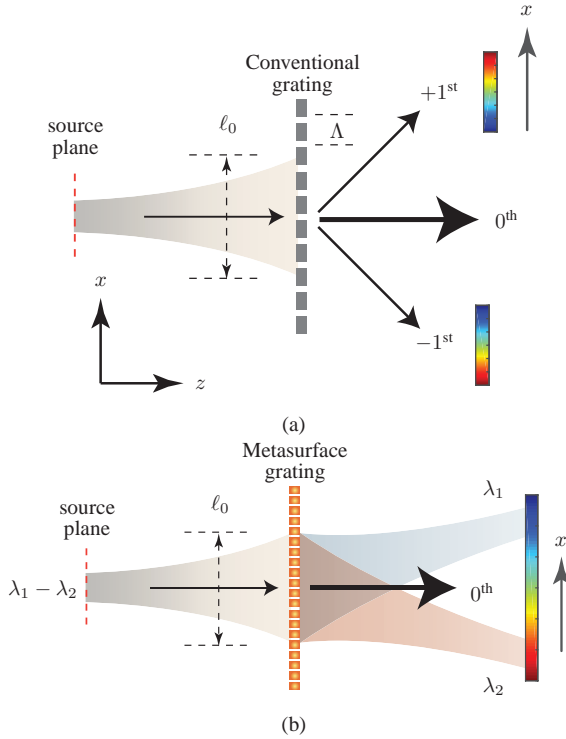 x
Conventional
grating
+1st
source
plane
ℓ0
Λ
0th
x
−1st
z
(a)
Metasurface
grating
λ1
source
plane
ℓ0
x
λ1 − λ2
0th
λ2
(b)